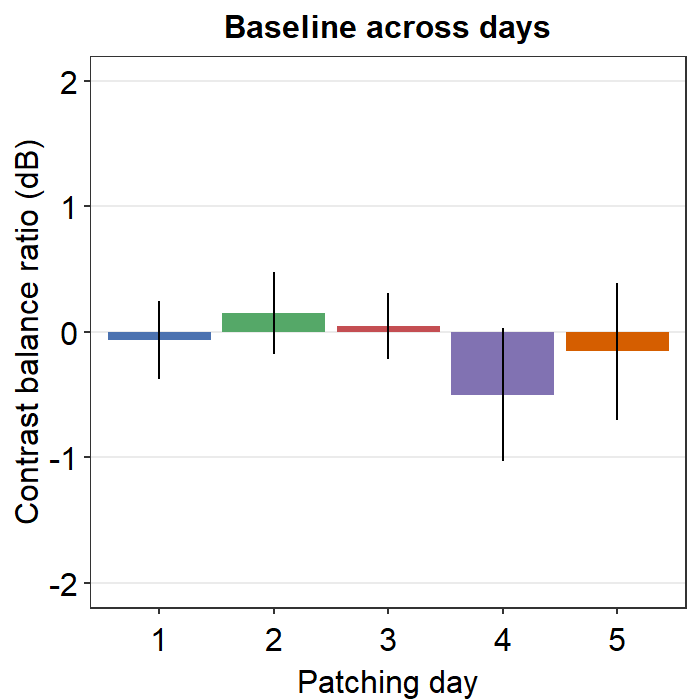 Baseline across days
Contrast balance ratio (dB)
2
1
0
-1
-2
1 2 3 4 5
Patching day